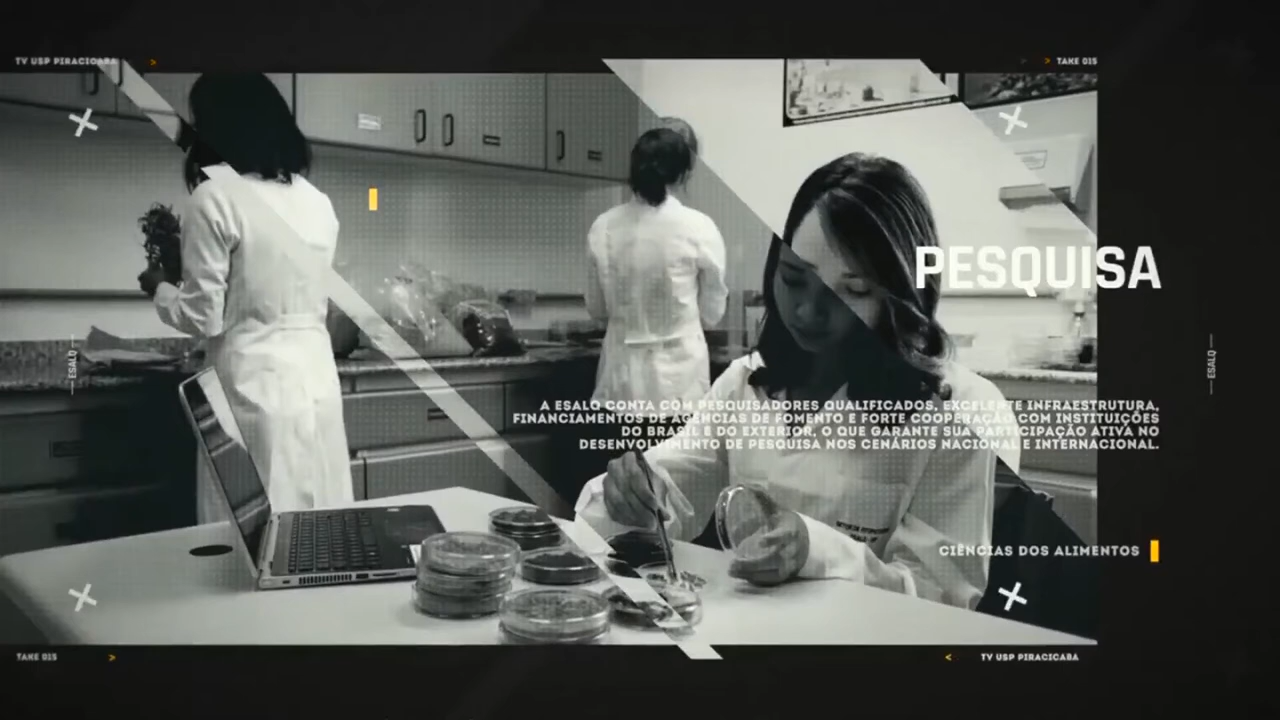 TV USP PIRACICABA
TAKE 015
PESQUISA
ESALQ
ESALQ
A ESALQ CONTA COM PESQUISADORES QUALIFICADOS, EXCELENTE INFRAESTRUTURA,
FINANCIAMENTOS DE AGÊNCIAS DE FOMENTO E FORTE COOPERAÇÃO COM INSTITUIÇÕES
DO BRASIL E DO EXTERIOR, O QUE GARANTE SUA PARTICIPAÇÃO ATIVA NO
DESENVOLVIMENTO DE PESQUISA NOS CENÁRIOS NACIONAL E INTERNACIONAL.
CIÊNCIAS DOS ALIMENTOS
TAKE 015
TV USP PIRACICABA